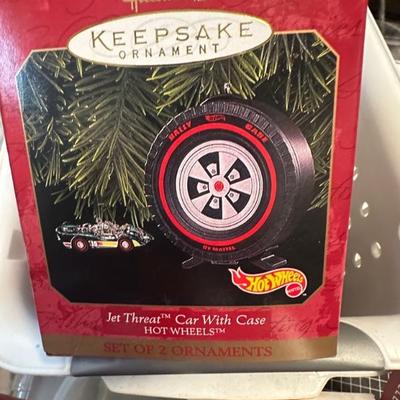 KEEPSAKE
ORNAMENT
RALLY CASE
BY MATTEL
Hot Wheels
Jet Threat™ Car With Case
HOT WHEELS™
SET OF 2 ORNAMENTS